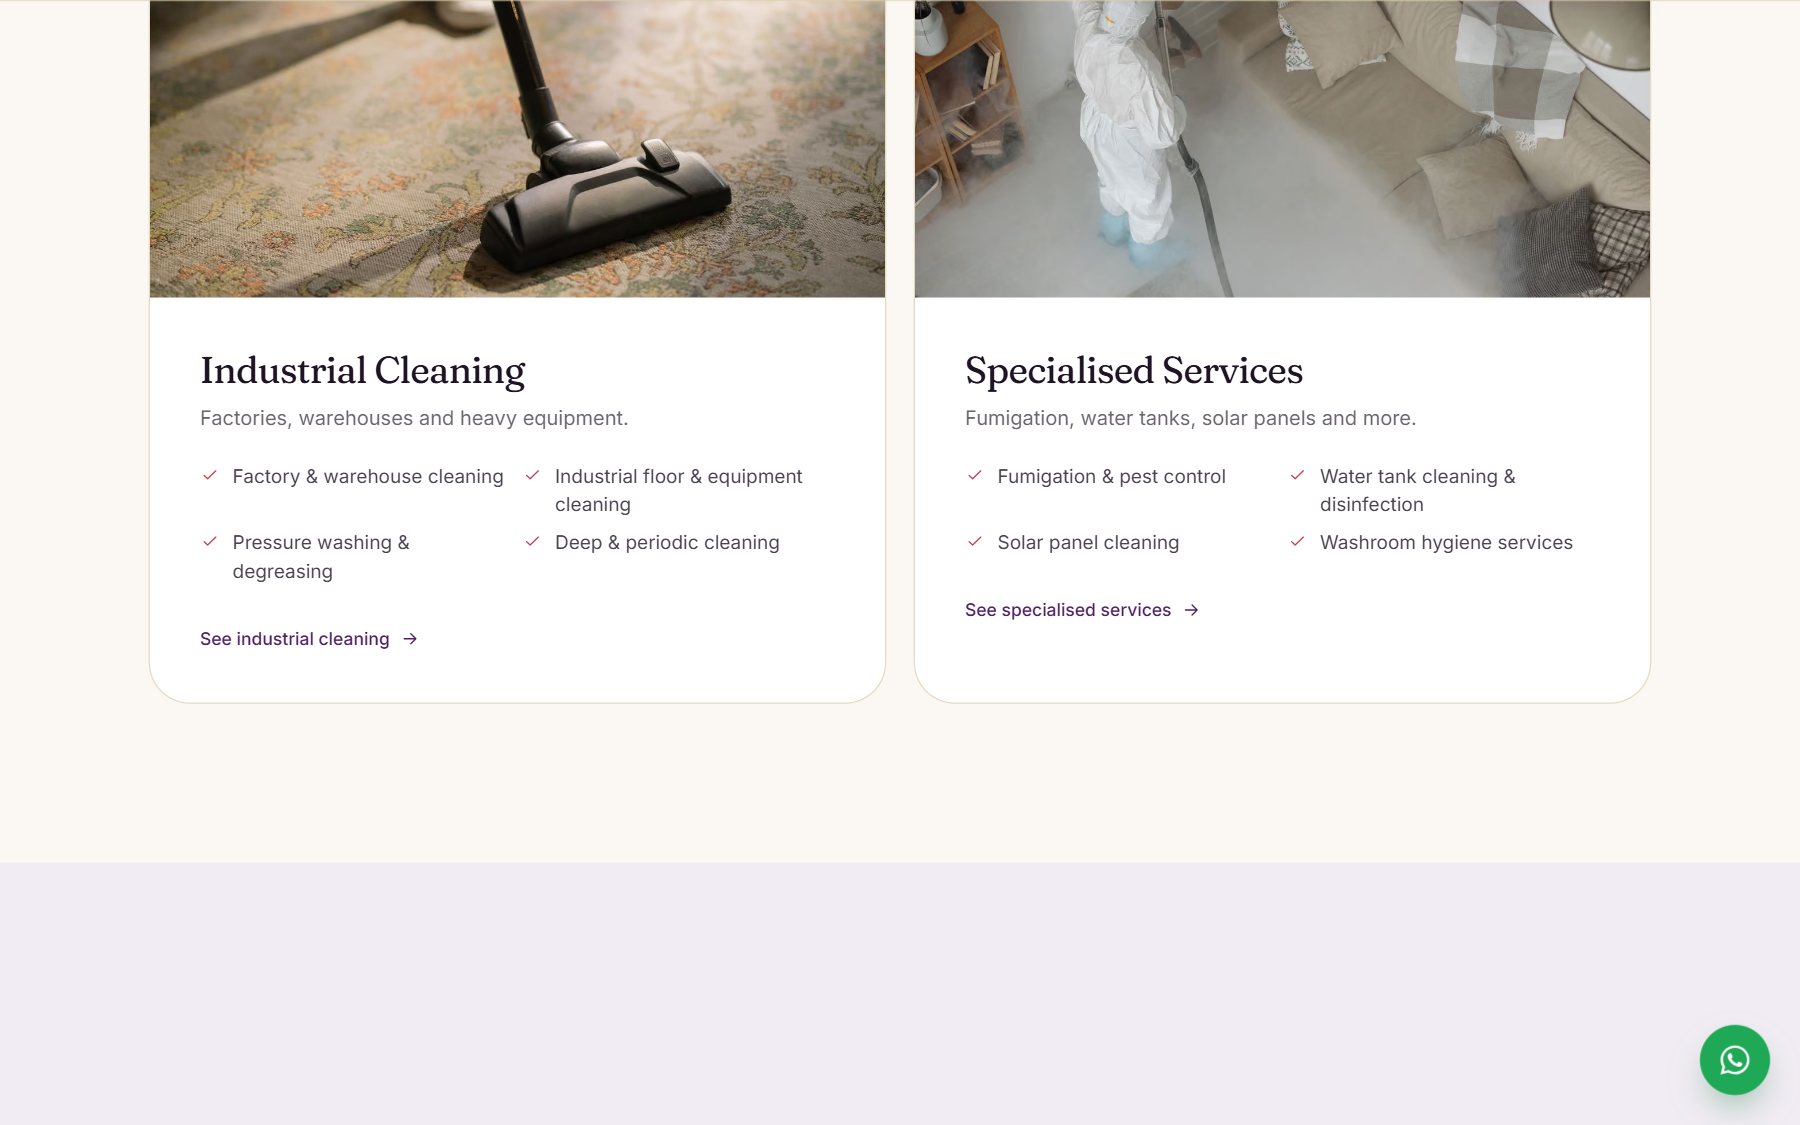 Industrial Cleaning
Factories, warehouses and heavy equipment.
Factory & warehouse cleaning
Industrial floor & equipment
cleaning
Pressure washing &
degreasing
Deep & periodic cleaning
See industrial cleaning →
Specialised Services
Fumigation, water tanks, solar panels and more.
Fumigation & pest control
Water tank cleaning &
disinfection
Solar panel cleaning
Washroom hygiene services
See specialised services →